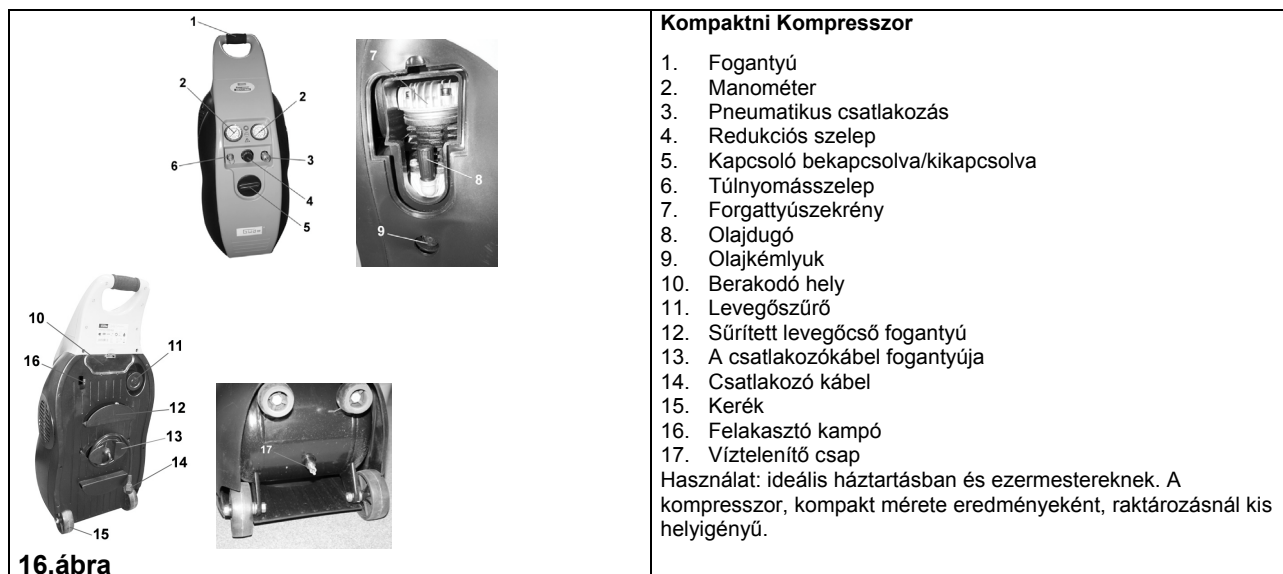 1
2
2
6
3
4
5
7
8
9
10
16
11
12
13
14
15
17
16.ábra
Kompaktni Kompresszor
1. Fogantyú
2. Manométer
3. Pneumatikus csatlakozás
4. Redukciós szelep
5. Kapcsoló bekapcsolva/kikapcsolva
6. Túlnyomásszelep
7. Forgattyúszekrény
8. Olajdugó
9. Olajkémlyuk
10. Berakodó hely
11. Levegőszűrő
12. Sűrített levegőcső fogantyú
13. A csatlakozókábel fogantyúja
14. Csatlakozó kábel
15. Kerék
16. Felakasztó kampó
17. Víztelenítő csap
Használat: ideális háztartásban és ezermestereknek. A
kompresszor, kompakt mérete eredményeként, raktározásnál kis
helyigényű.